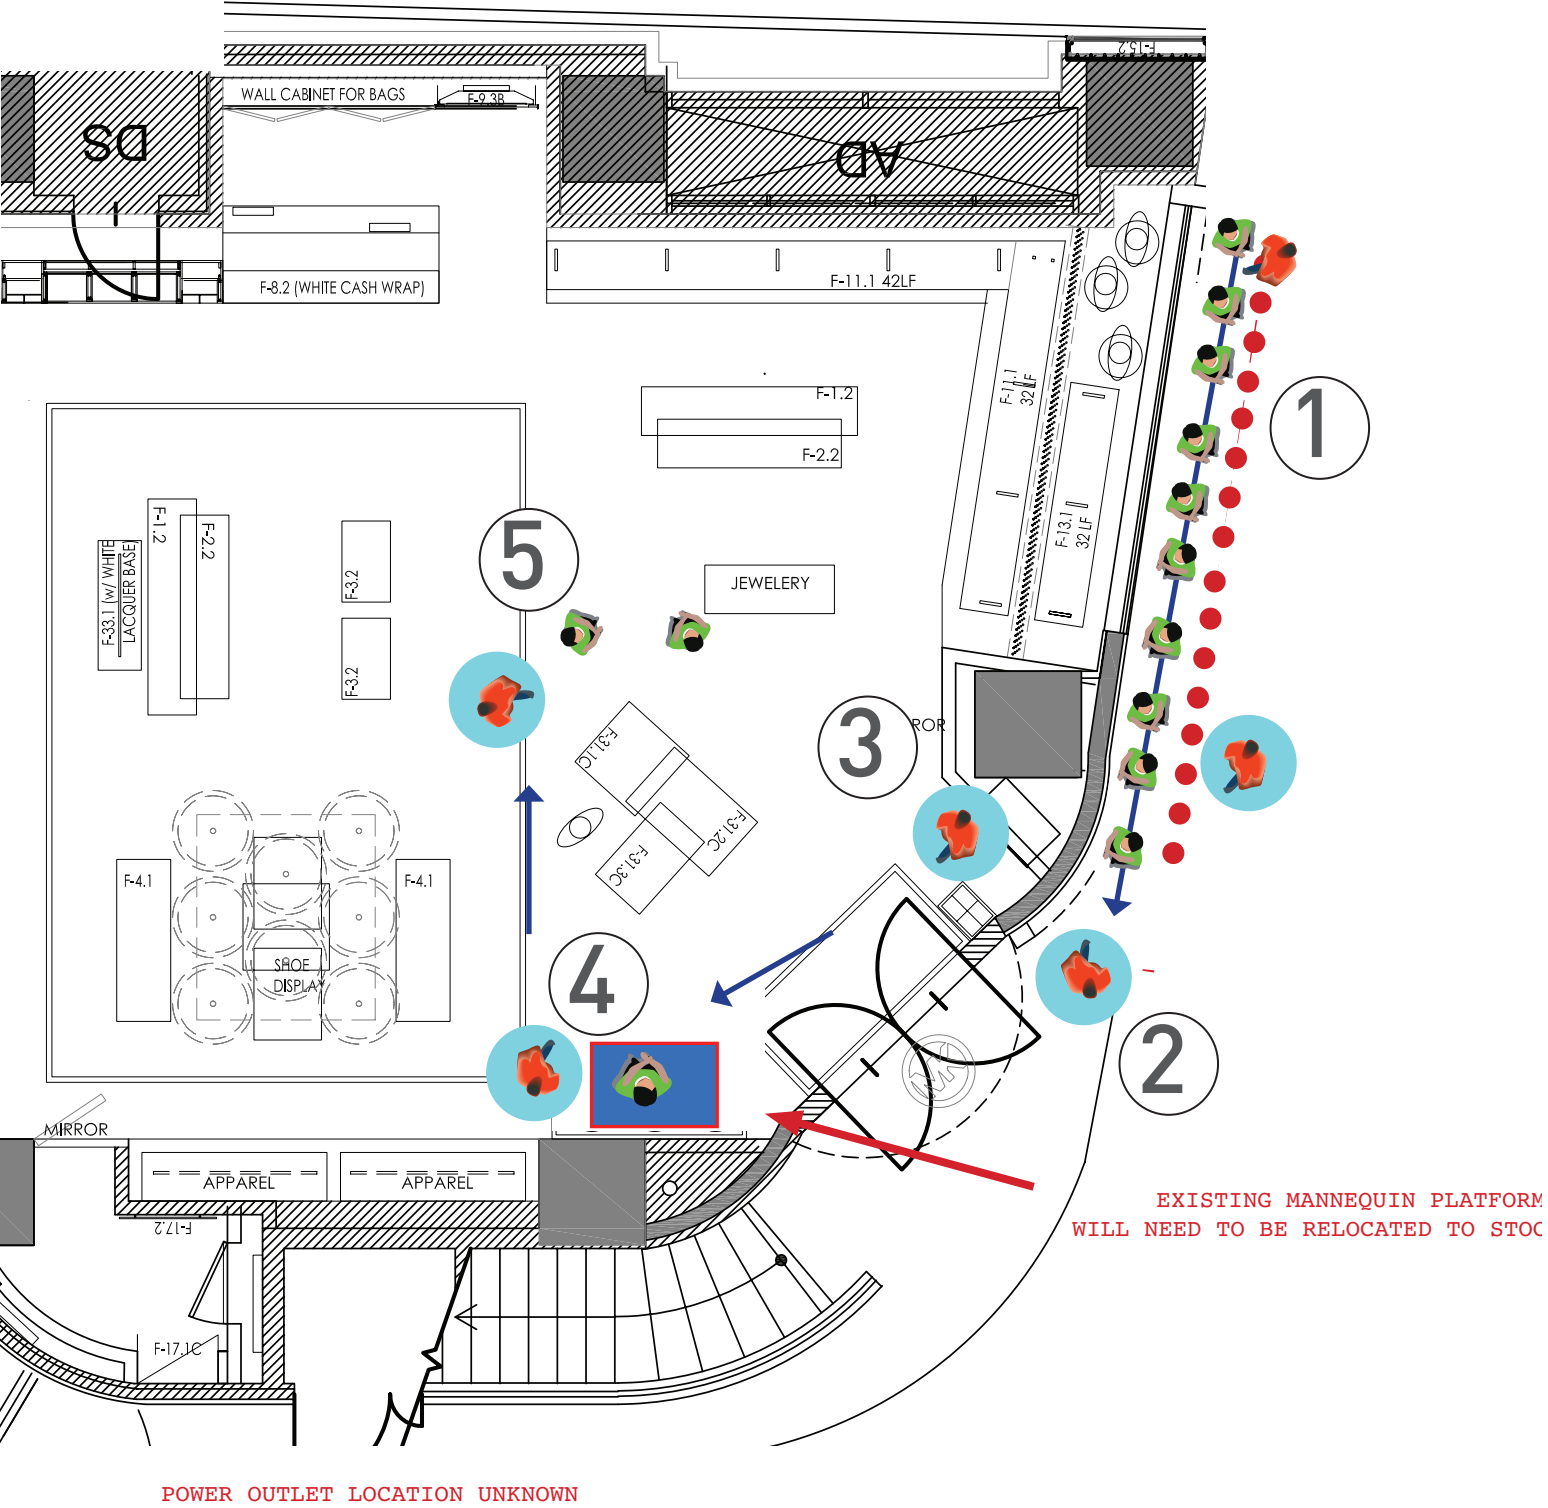 F-15.2
WALL CABINET FOR BAGS
F-9.3B
DS
AD
F-8.2 (WHITE CASH WRAP)
F-11.1 42LF
F-1.2
F-2.2
F-11.1
32 LF
F-13.1
32 LF
1
5
F-1.2
F-2.2
F-33.1 (w/ WHITE
LACQUER BASE)
F-3.2
F-3.2
JEWELERY
3
ROR
F-31.1C
F-31.2C
F-31.3C
F-4.1
F-4.1
SHOE
DISPLAY
4
2
MK
MIRROR
APPAREL
APPAREL
F-17.2
F-17.1C
EXISTING MANNEQUIN PLATFORM
WILL NEED TO BE RELOCATED TO STOC
POWER OUTLET LOCATION UNKNOWN